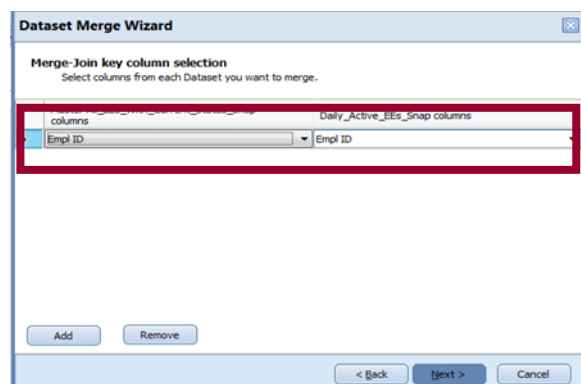 Dataset Merge Wizard
Merge-Join key column selection
Select columns from each Dataset you want to merge.
columns
Daily_Active_EEs_Snap columns
Empl ID
Empl ID
Add
Remove
< Back
Next >
Cancel